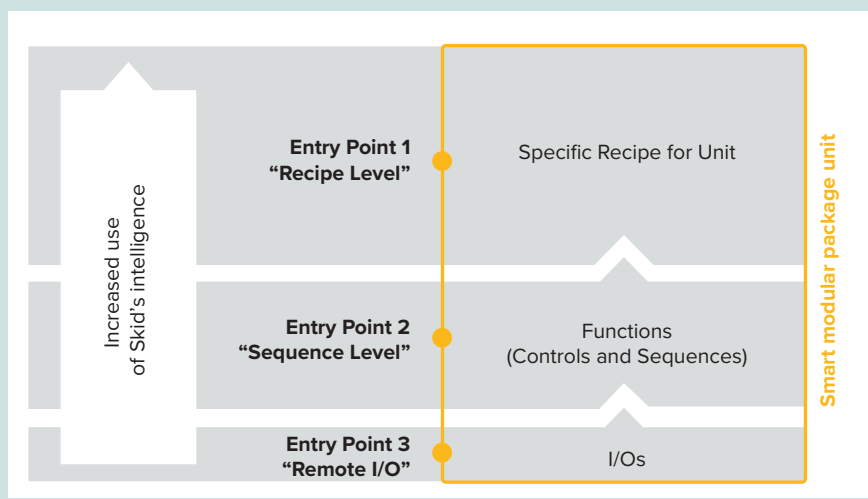 Entry Point 1
“Recipe Level”
Specific Recipe for Unit
Increased use
of Skid’s intelligence
Entry Point 2
“Sequence Level”
Functions
(Controls and Sequences)
Entry Point 3
“Remote I/O”
I/Os
Smart modular package unit